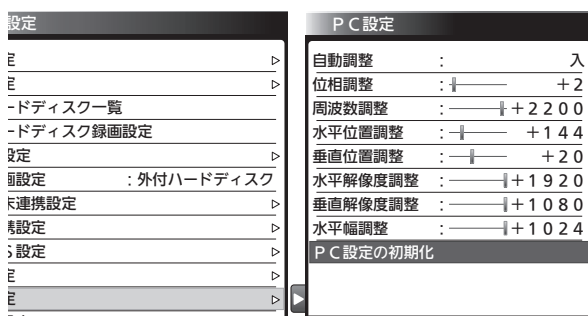 設定
定
定
ードディスク一覧
ードディスク録画設定
設定
画設定 :外付ハードディスク
末連携設定
携設定
設定
定
定
PC設定
自動調整 : 入
位相調整 : +2
周波数調整 : +2200
水平位置調整 : +144
垂直位置調整 : +20
水平解像度調整 : +1920
垂直解像度調整 : +1080
水平幅調整 : +1024
PC設定の初期化